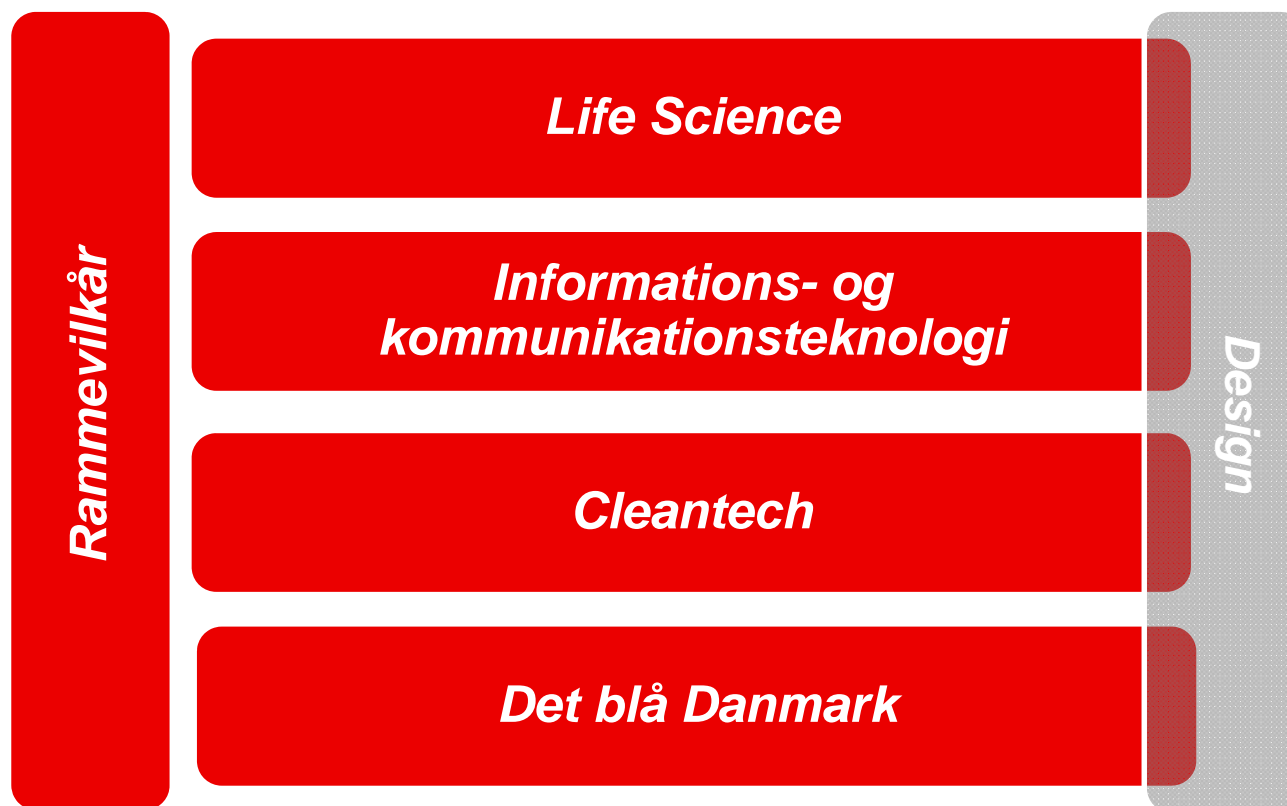 Rammevilkår
Life Science
Informations- og
kommunikationsteknologi
Cleantech
Det blå Danmark
Design